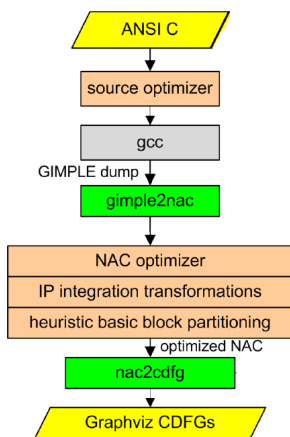 ANSI C
source optimizer
gcc
GIMPLE dump
gimple2nac
NAC optimizer
IP integration transformations
heuristic basic block partitioning
optimized NAC
nac2cdfg
Graphviz CDFGs